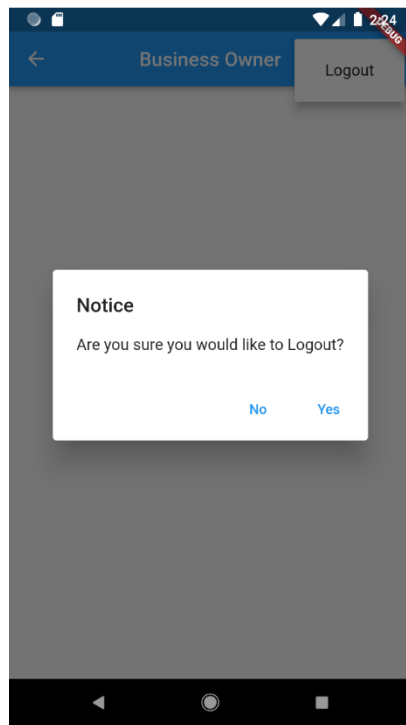 2:24
DEBUG
Business Owner
Logout
Notice
Are you sure you would like to Logout?
No
Yes